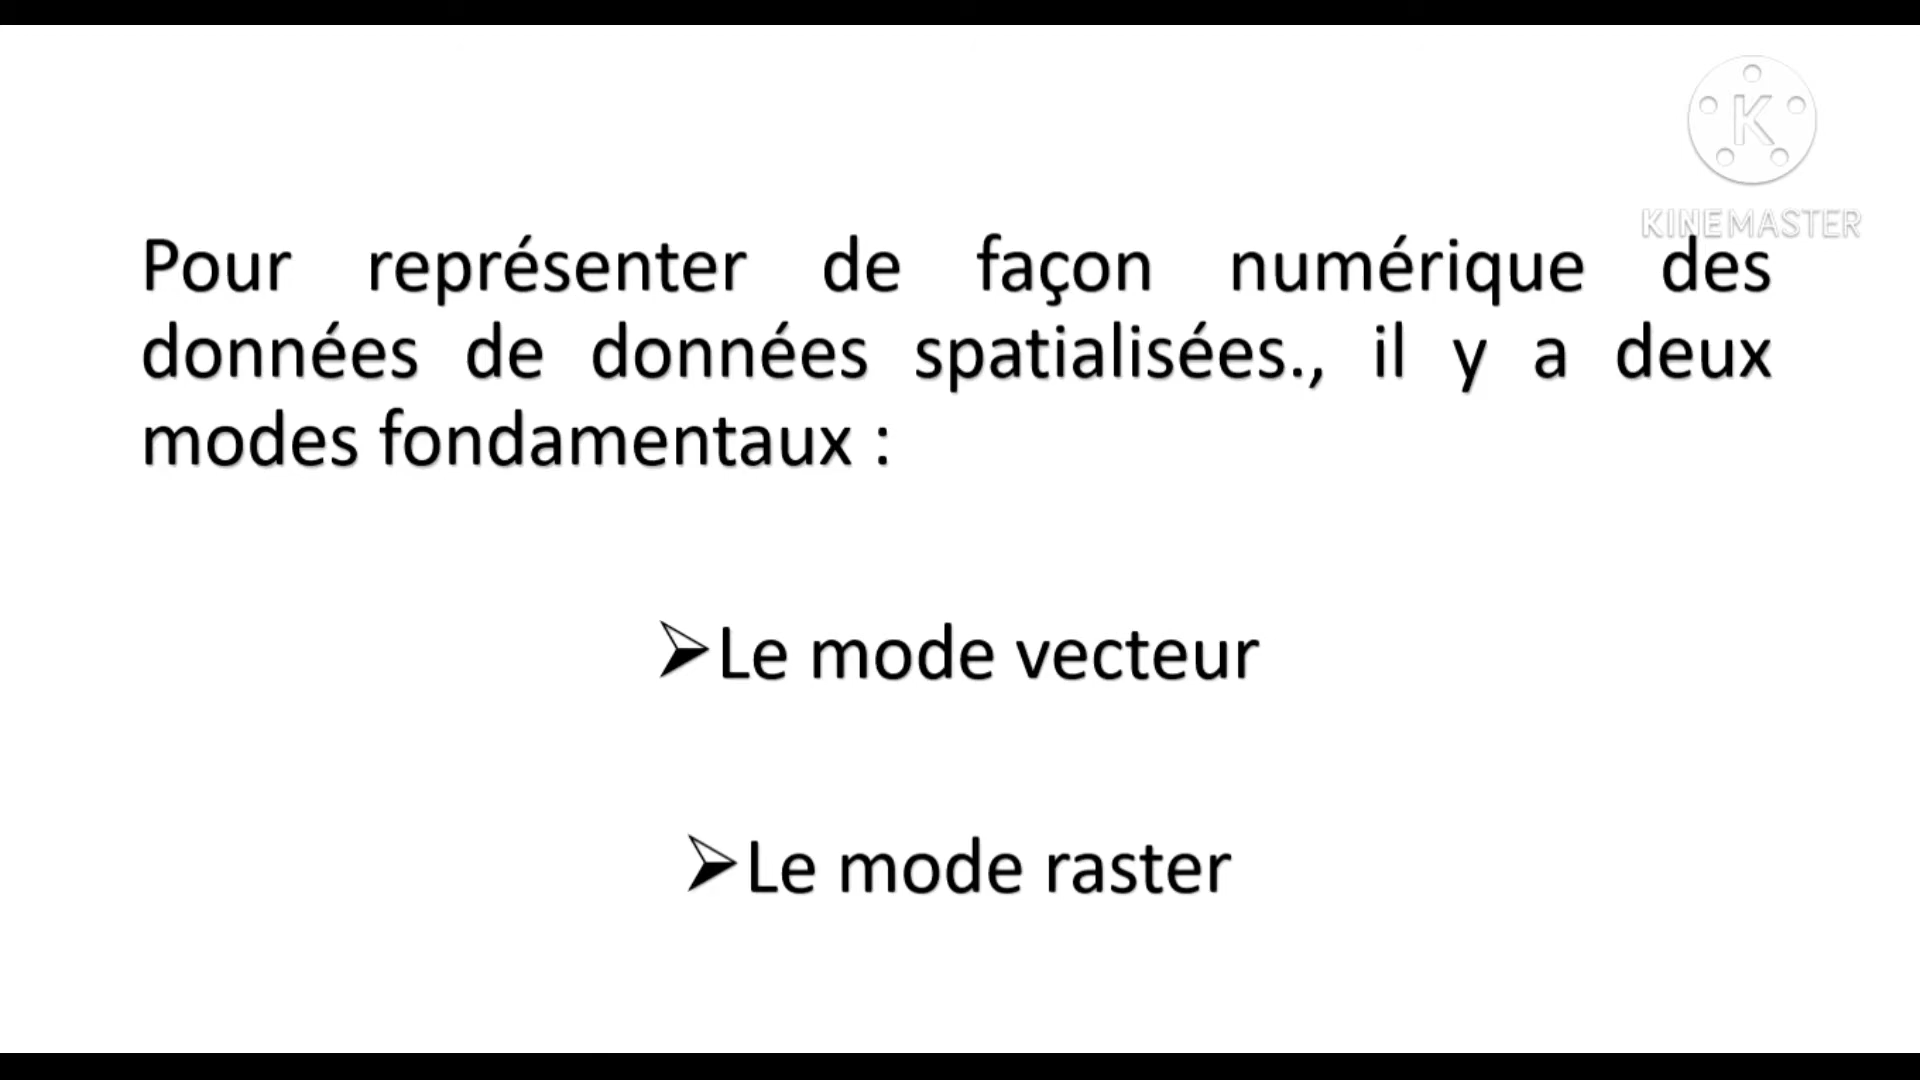 K
KINEMASTER
Pour représenter de façon numérique des
données de données spatialisées., il y a deux
modes fondamentaux :
➢Le mode vecteur
➢Le mode raster